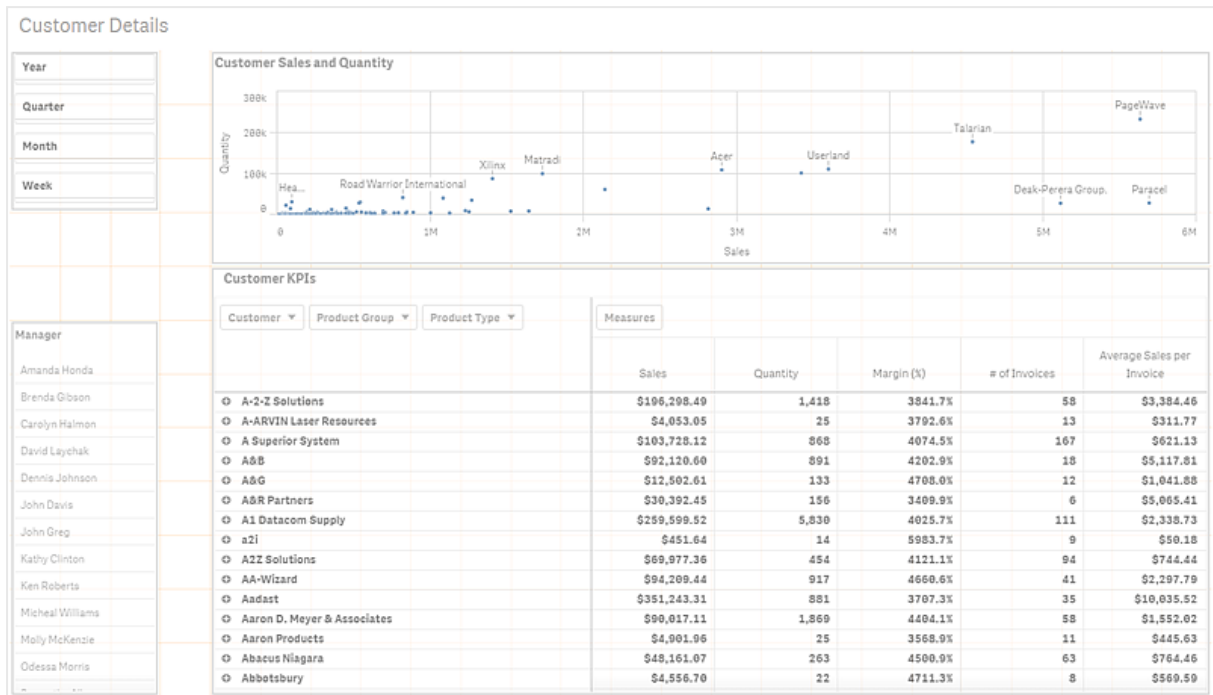 Customer Details
Year
Quarter
Month
Week
Customer Sales and Quantity
300k
200k
100k
0
Quantity
PageWave
Talarian
Userland
Acer
Matradi
Xilinx
Road Warrior International
Hea...
Deak-Perera Group.
Paracel
0 1M 2M 3M 4M 5M 6M
Sales
Manager
Amanda Honda
Brenda Gibson
Carolyn Halmon
David Laychak
Dennis Johnson
John Davis
John Greg
Kathy Clinton
Ken Roberts
Micheal Williams
Molly McKenzie
Odessa Morris
Customer KPIs
Customer Product Group Product Type Measures
Sales Quantity Margin (%) # of Invoices Average Sales per Invoice
A-2-Z Solutions $196,298.49 1,418 3841.7% 58 $3,384.46
A-ARVIN Laser Resources $4,053.05 25 3792.6% 13 $311.77
A Superior System $103,728.12 868 4074.5% 167 $621.13
A&B $92,120.60 891 4202.9% 18 $5,117.81
A&G $12,502.61 133 4708.0% 12 $1,041.88
A&R Partners $30,392.45 156 3409.9% 6 $5,065.41
A1 Datacom Supply $259,599.52 5,830 4025.7% 111 $2,338.73
a2i $451.64 14 5983.7% 9 $50.18
A2Z Solutions $69,977.36 454 4121.1% 94 $744.44
AA-Wizard $94,209.44 917 4660.6% 41 $2,297.79
Aadast $351,243.31 881 3707.3% 35 $10,035.52
Aaron D. Meyer & Associates $90,017.11 1,869 4404.1% 58 $1,552.02
Aaron Products $4,901.96 25 3568.9% 11 $445.63
Abacus Niagara $48,161.07 263 4500.9% 63 $764.46
Abbotsbury $4,556.70 22 4711.3% 8 $569.59